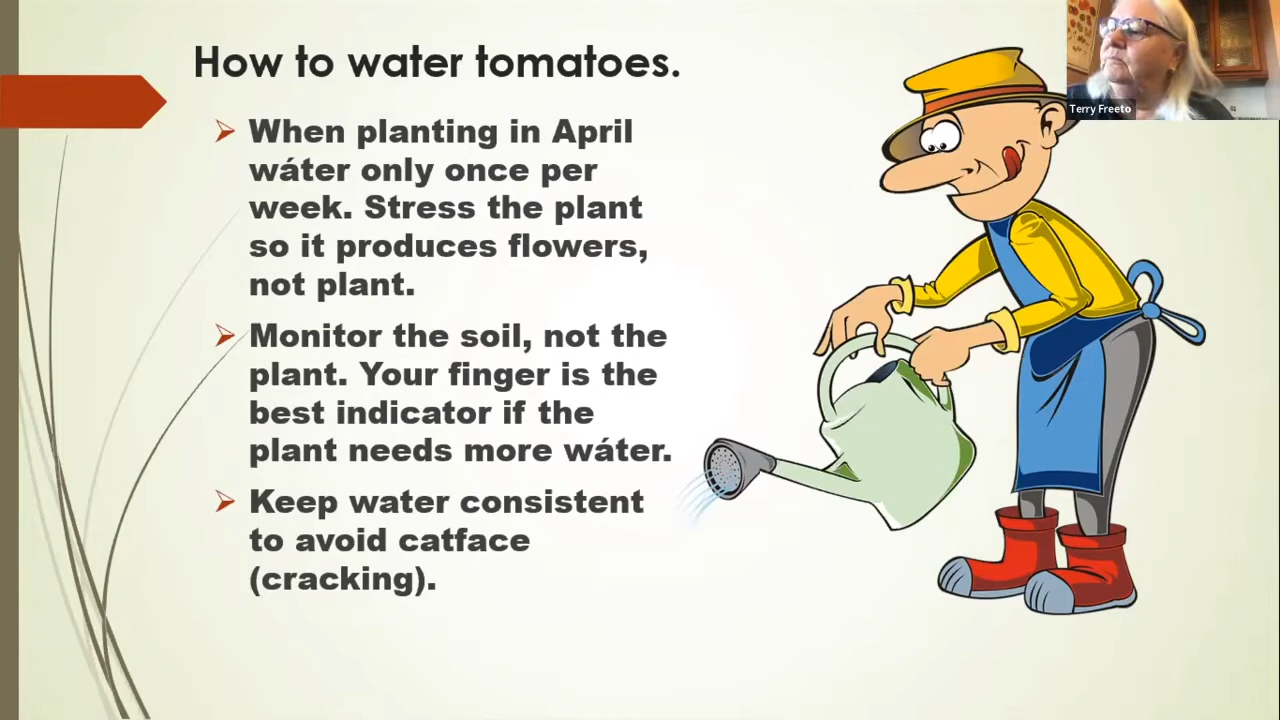 How to water tomatoes.
When planting in April
wáter only once per
week. Stress the plant
so it produces flowers,
not plant.
Monitor the soil, not the
plant. Your finger is the
best indicator if the
plant needs more wáter.
Keep water consistent
to avoid catface
(cracking).
Terry Freeto